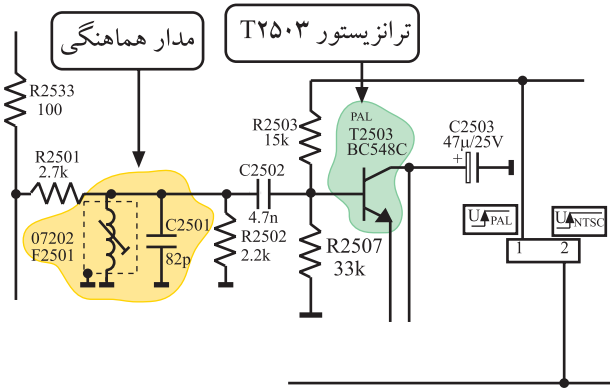 مدار هماهنگی
ترانزیستور T۲۵۰۳
R2533
100
R2501
2.7k
R2503
15k
PAL
T2503
BC548C
C2503
47µ/25V
+
C2502
4.7n
C2501
82p
R2502
2.2k
07202
F2501
R2507
33k
U PAL
U NTSC
1 2